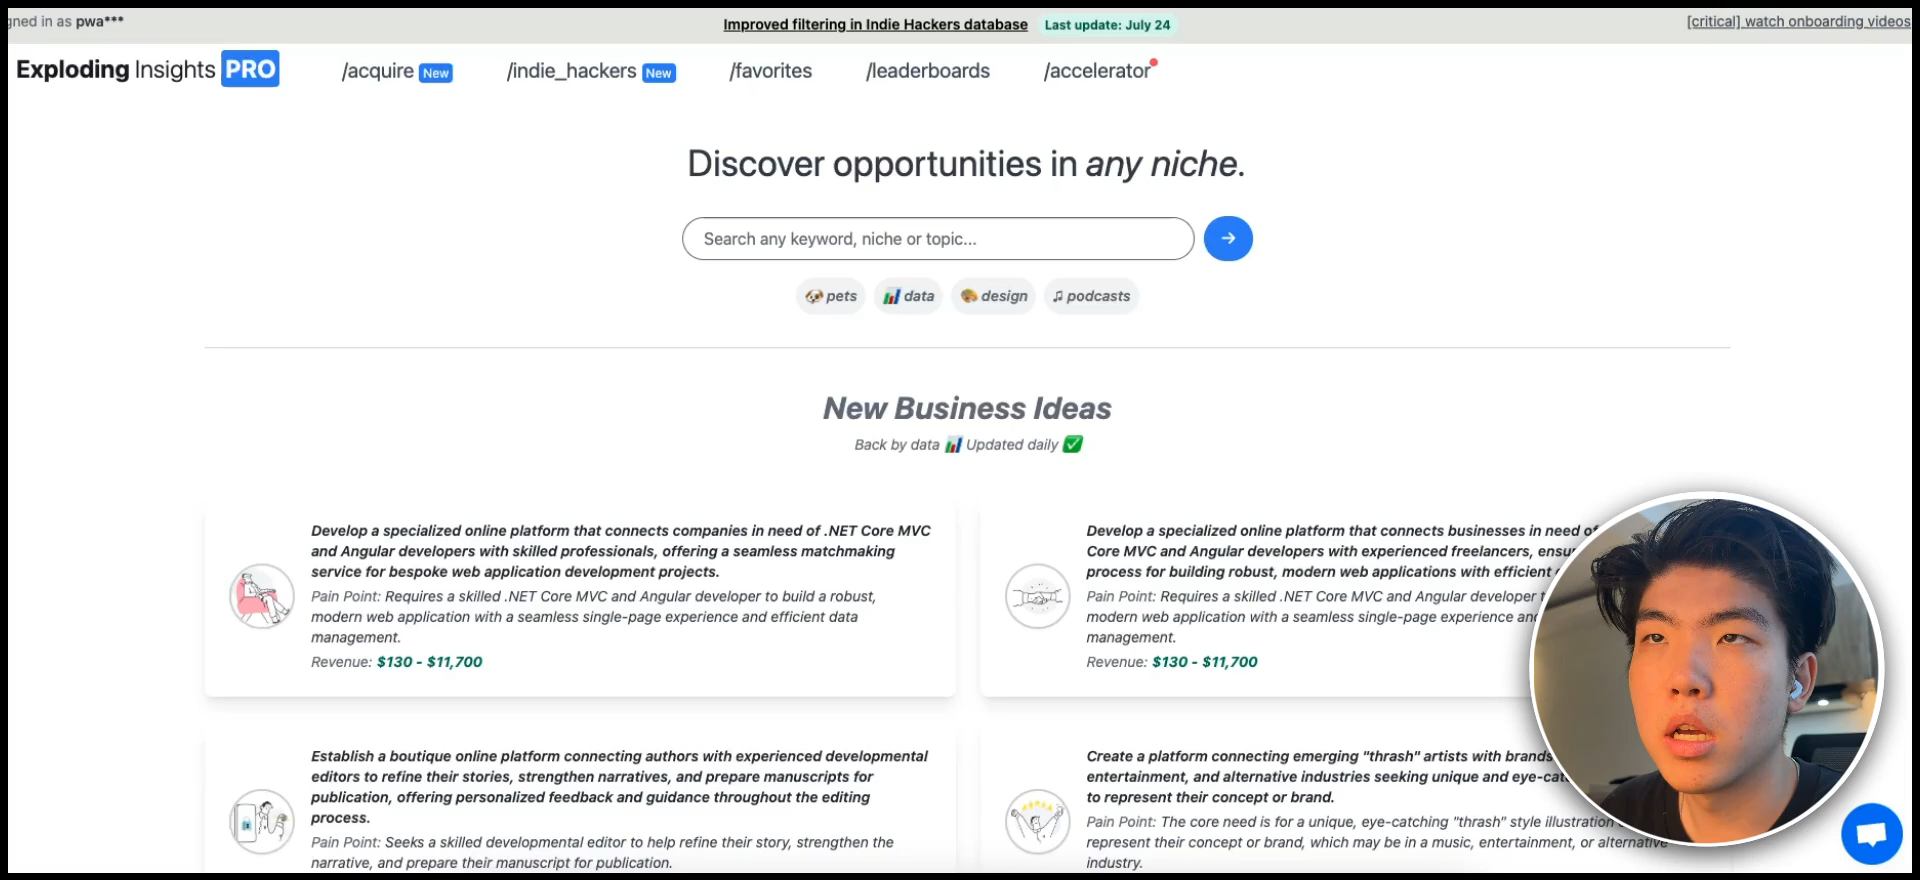 gned in as pwa***
Improved filtering in Indie Hackers database Last update: July 24
[critical] watch onboarding videos
Exploding Insights PRO
/acquire New
/indie_hackers New
/favorites
/leaderboards
/accelerator
Discover opportunities in any niche.
Search any keyword, niche or topic...
pets
data
design
podcasts
New Business Ideas
Back by data Updated daily
Develop a specialized online platform that connects companies in need of .NET Core MVC
and Angular developers with skilled professionals, offering a seamless matchmaking
service for bespoke web application development projects.
Pain Point: Requires a skilled .NET Core MVC and Angular developer to build a robust,
modern web application with a seamless single-page experience and efficient data
management.
Revenue: $130 - $11,700
Develop a specialized online platform that connects businesses in need of
Core MVC and Angular developers with experienced freelancers,
process for building robust, modern web applications with efficient
Pain Point: Requires a skilled .NET Core MVC and Angular developer
modern web application with a seamless single-page experience
management.
Revenue: $130 - $11,700
Establish a boutique online platform connecting authors with experienced developmental
editors to refine their stories, strengthen narratives, and prepare manuscripts for
publication, offering personalized feedback and guidance throughout the editing
process.
Pain Point: Seeks a skilled developmental editor to help refine their story, strengthen the
narrative, and prepare their manuscript for publication.
Create a platform connecting emerging "thrash" artists with brands
entertainment, and alternative industries seeking unique and
to represent their concept or brand.
Pain Point: The core need is for a unique, eye-catching "thrash" style illustration
represent their concept or brand, which may be in a music, entertainment, or alternative
industry.